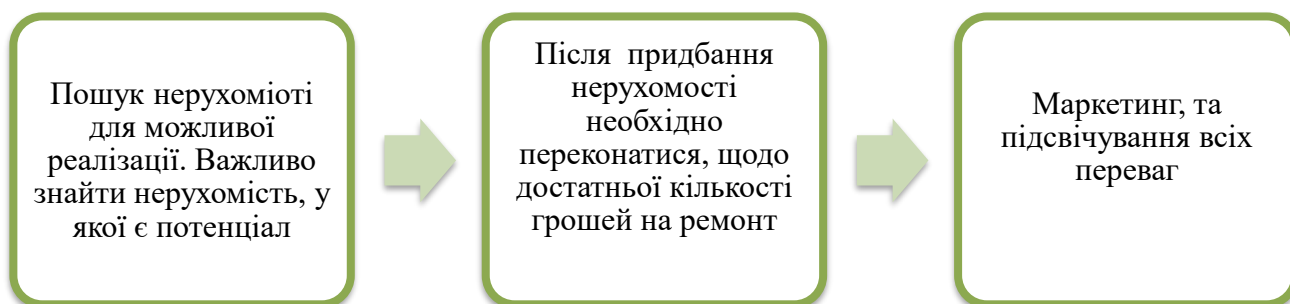 Пошук нерухоміоті
для можливої
реалізації. Важливо
знайти нерухомість, у
якої є потенціал
Після придбання
нерухомості
необхідно
переконатися, щодо
достатньої кількості
грошей на ремонт
Маркетинг, та
підсвічування всіх
переваг